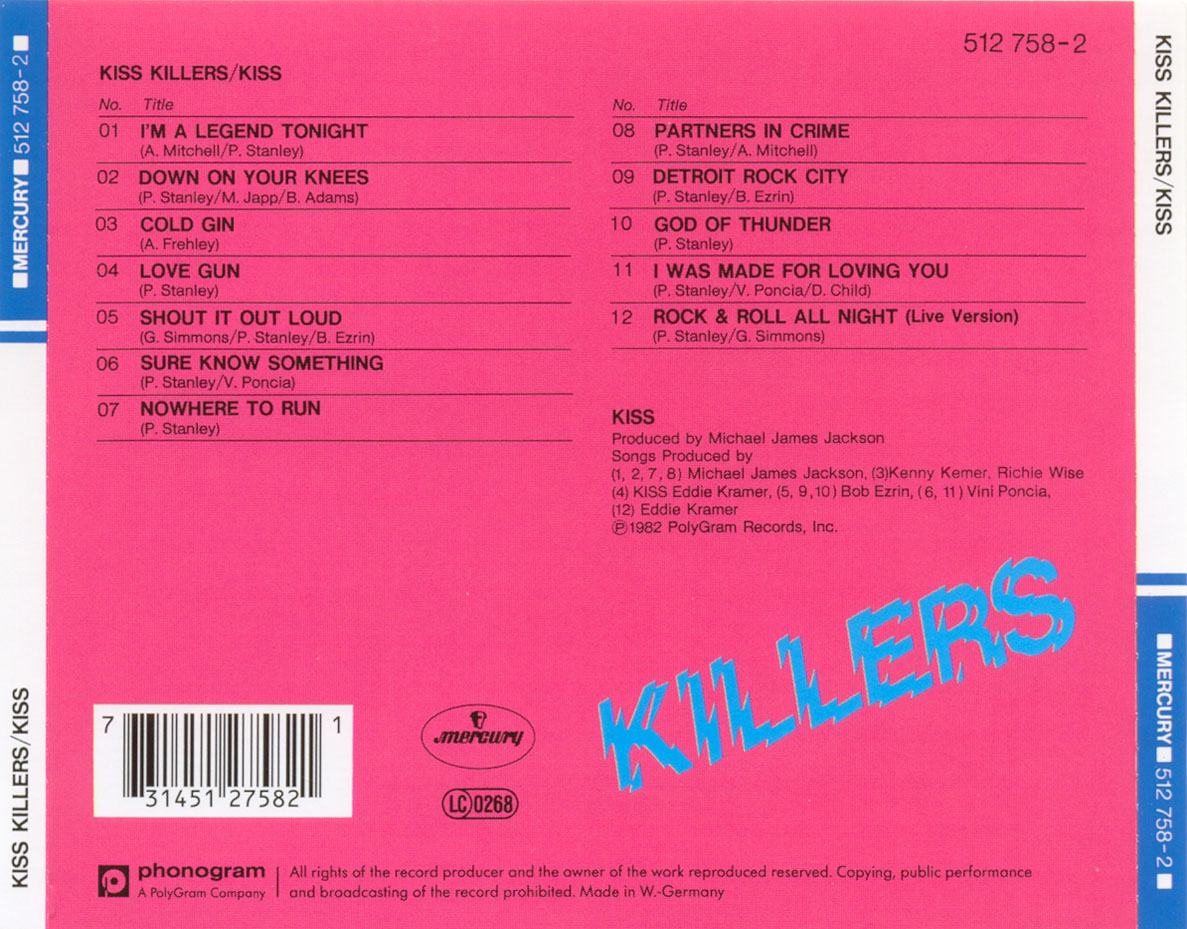 ■MERCURY■ 512 758-2■
KISS KILLERS/KISS
512 758-2
KISS KILLERS/KISS
No. Title
01 I'M A LEGEND TONIGHT
(A. Mitchell/P. Stanley)
02 DOWN ON YOUR KNEES
(P. Stanley/M. Japp/B. Adams)
03 COLD GIN
(A. Frehley)
04 LOVE GUN
(P. Stanley)
05 SHOUT IT OUT LOUD
(G. Simmons/P. Stanley/B. Ezrin)
06 SURE KNOW SOMETHING
(P. Stanley/V. Poncia)
07 NOWHERE TO RUN
(P. Stanley)
No. Title
08 PARTNERS IN CRIME
(P. Stanley/A. Mitchell)
09 DETROIT ROCK CITY
(P. Stanley/B. Ezrin)
10 GOD OF THUNDER
(P. Stanley)
11 I WAS MADE FOR LOVING YOU
(P. Stanley/V. Poncia/D. Child)
12 ROCK & ROLL ALL NIGHT (Live Version)
(P. Stanley/G. Simmons)
KISS
Produced by Michael James Jackson
Songs Produced by
(1, 2, 7, 8) Michael James Jackson, (3)Kenny Kerner, Richie Wise
(4) KISS Eddie Kramer, (5, 9, 10) Bob Ezrin, (6, 11) Vini Poncia,
(12) Eddie Kramer
℗1982 PolyGram Records, Inc.
KILLERS
7 31451 27582 1
mercury
LC 0268
phonogram
A PolyGram Company
All rights of the record producer and the owner of the work reproduced reserved. Copying, public performance
and broadcasting of the record prohibited. Made in W.-Germany
KISS KILLERS/KISS
■MERCURY■ 512 758-2■